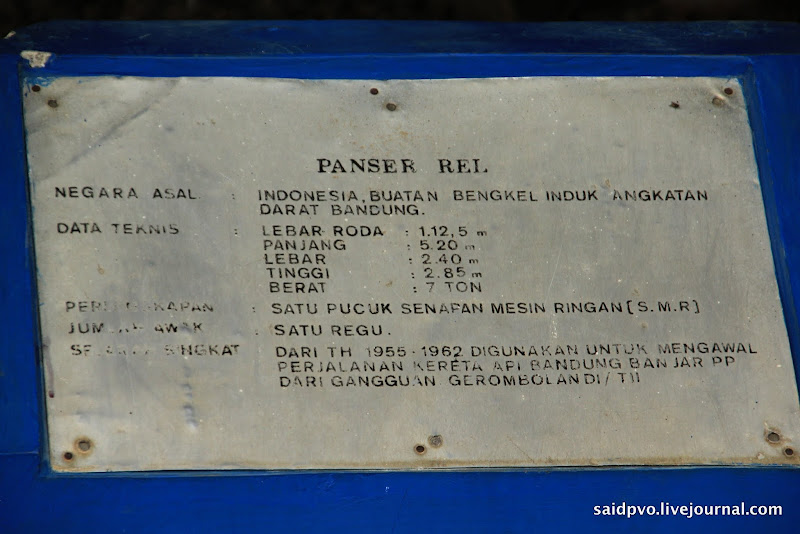 PANSER REL
NEGARA ASAL : INDONESIA, BUATAN BENGKEL INDUK ANGKATAN
DARAT BANDUNG.
DATA TEKNIS : LEBAR RODA : 1.12,5 m
PANJANG : 5.20 m
LEBAR : 2.40 m
TINGGI : 2.85 m
BERAT : 7 TON
: SATU PUCUK SENAPAN MESIN RINGAN [S.M.R]
AWAK : SATU REGU.
SINGKAT DARI TH 1955-1962 DIGUNAKAN UNTUK MENGAWAL
PERJALANAN KERETA API BANDUNG BANJAR PP
DARI GANGGUAN GEROMBOLAN DI/TII
saidpvo.livejournal.com